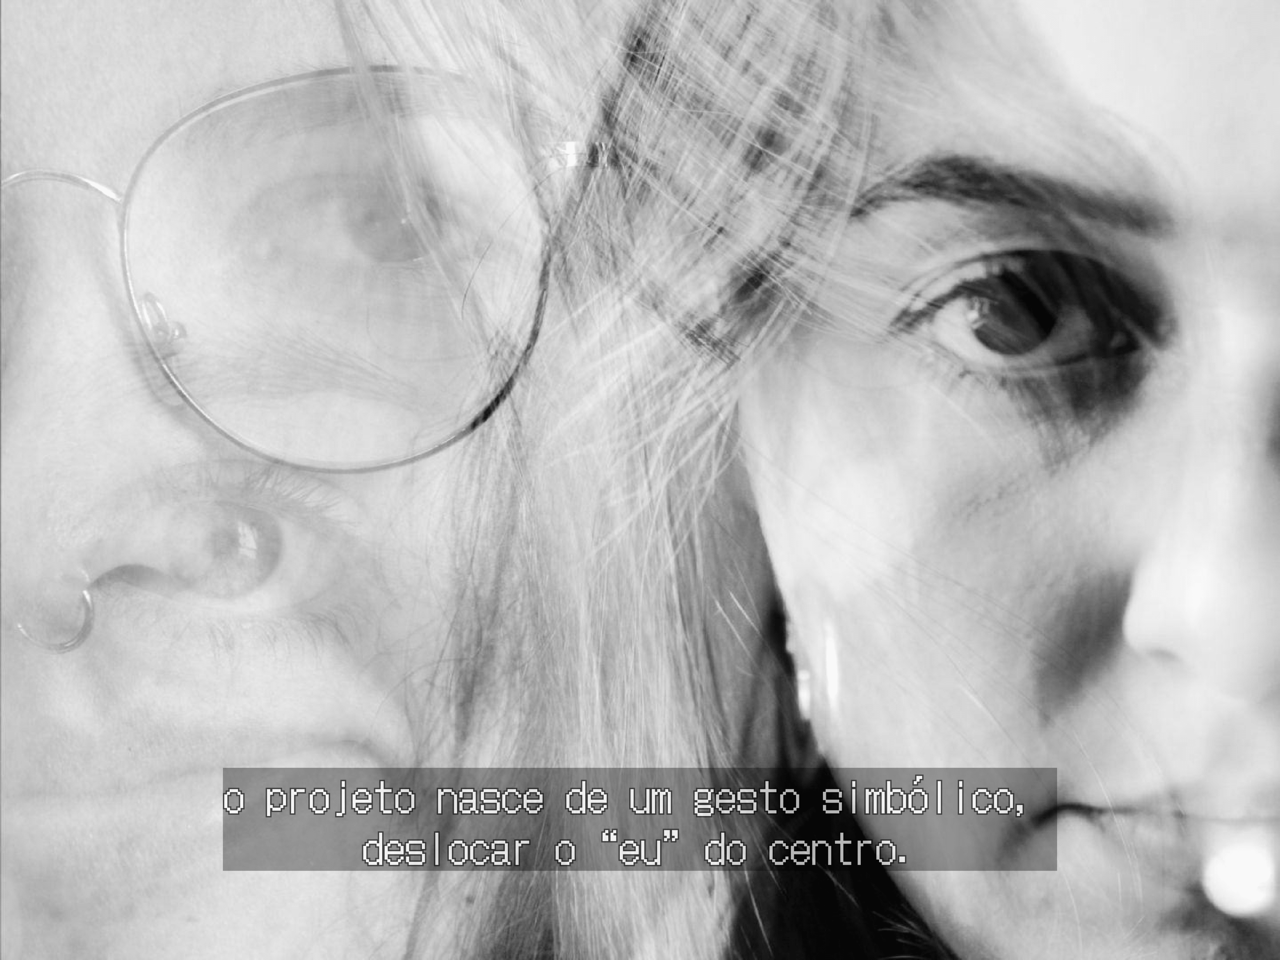 o projeto nasce de um gesto simbólico,
deslocar o “eu” do centro.